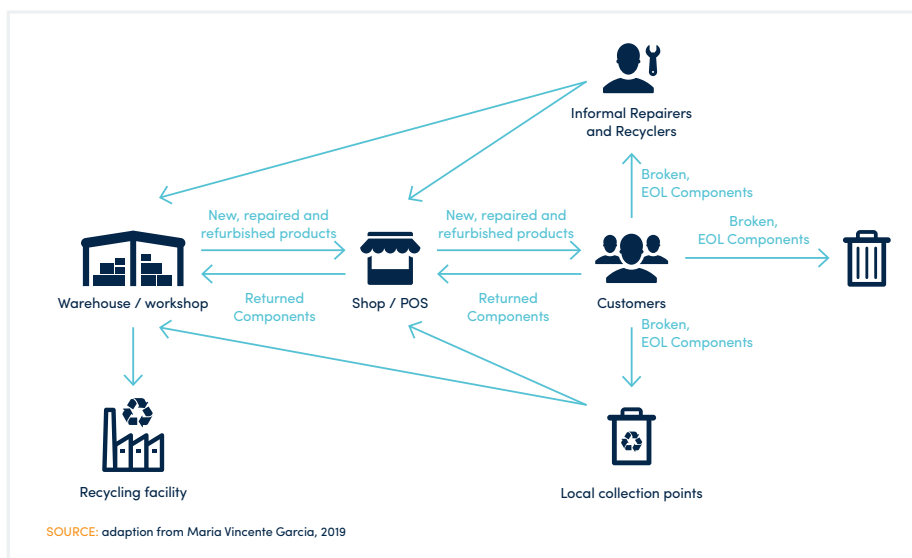 Informal Repairers
and Recyclers
Broken,
EOL Components
New, repaired and
refurbished products
New, repaired and
refurbished products
Broken,
EOL Components
Warehouse / workshop
Returned
Components
Shop / POS
Returned
Components
Customers
Broken,
EOL Components
Recycling facility
Local collection points
SOURCE: adaption from Maria Vincente Garcia, 2019